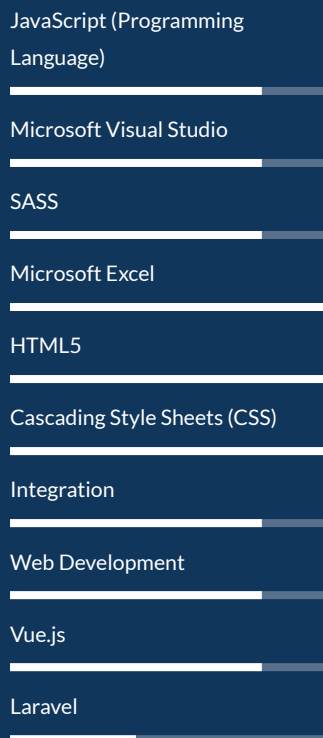 JavaScript (Programming
Language)
Microsoft Visual Studio
SASS
Microsoft Excel
HTML5
Cascading Style Sheets (CSS)
Integration
Web Development
Vue.js
Laravel